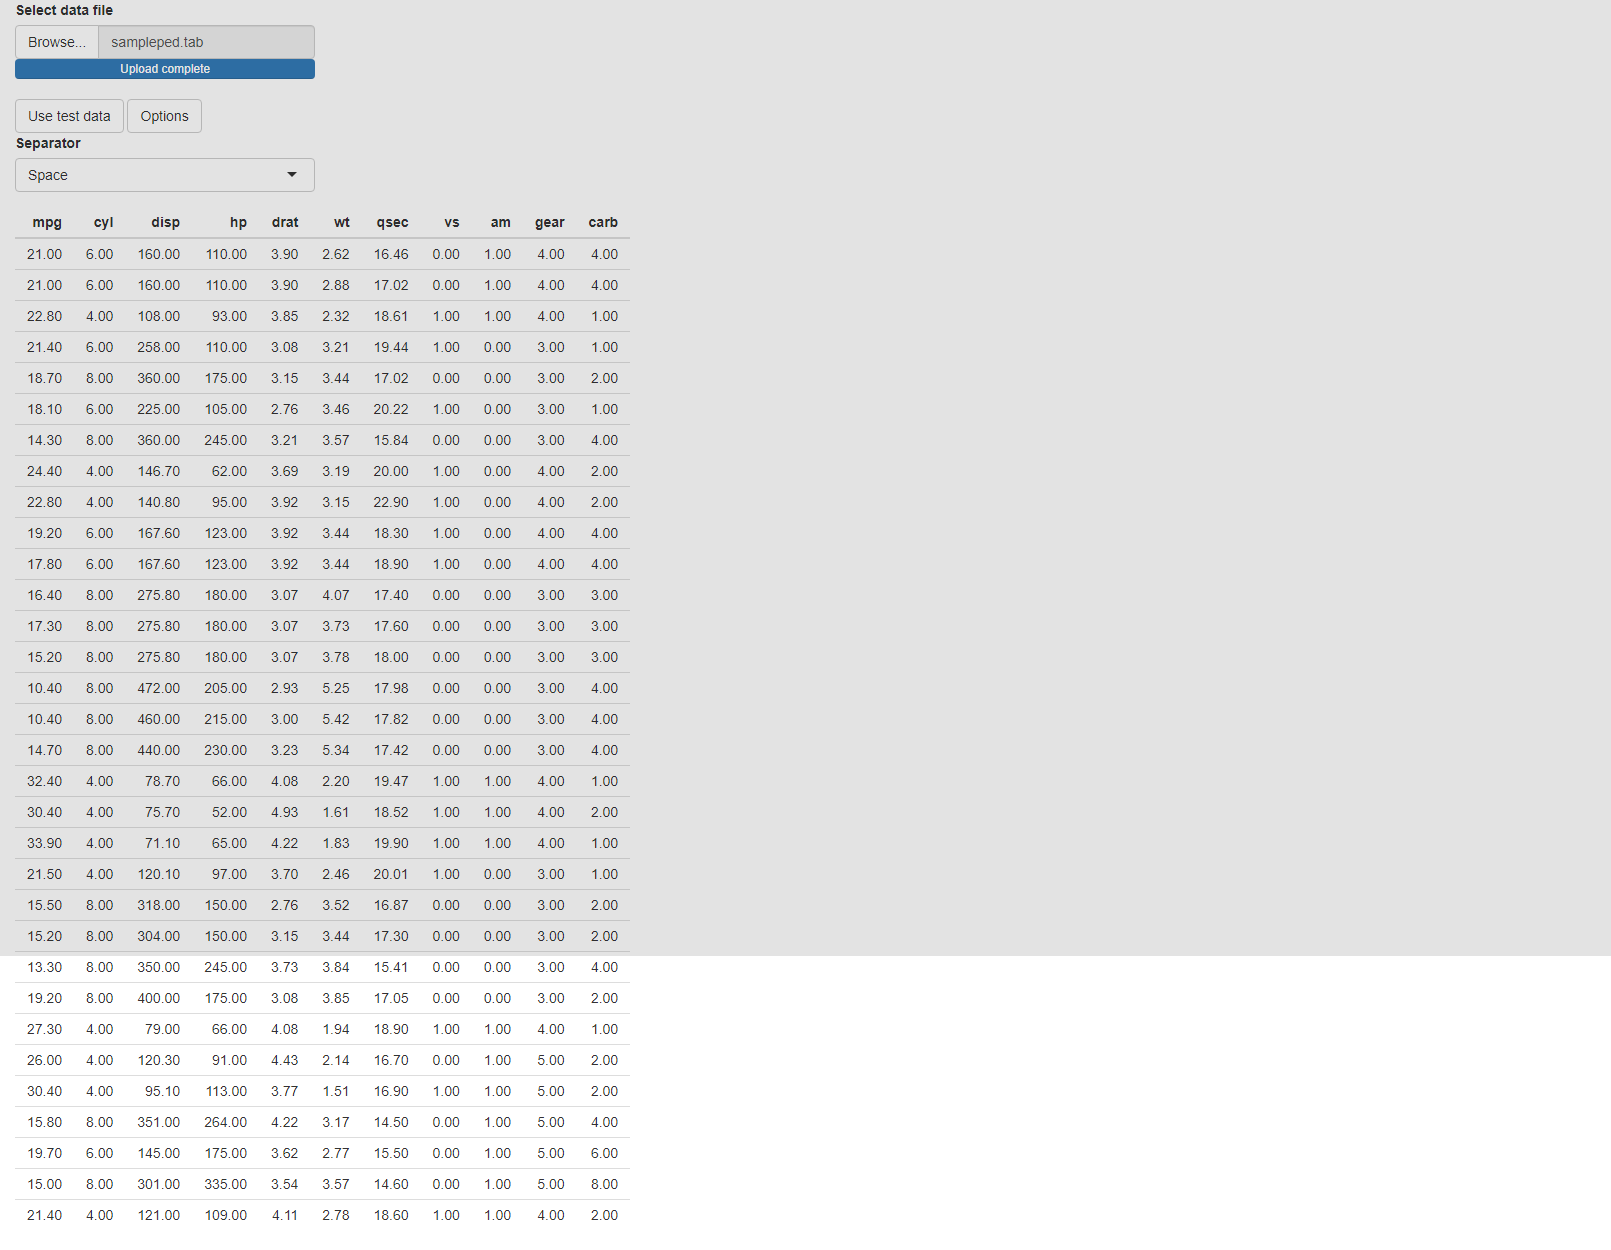 Select data file
Browse... sampleped.tab
Upload complete
Use test data Options
Separator
Space
mpg cyl disp hp drat wt qsec vs am gear carb
21.00 6.00 160.00 110.00 3.90 2.62 16.46 0.00 1.00 4.00 4.00
21.00 6.00 160.00 110.00 3.90 2.88 17.02 0.00 1.00 4.00 4.00
22.80 4.00 108.00 93.00 3.85 2.32 18.61 1.00 1.00 4.00 1.00
21.40 6.00 258.00 110.00 3.08 3.21 19.44 1.00 0.00 3.00 1.00
18.70 8.00 360.00 175.00 3.15 3.44 17.02 0.00 0.00 3.00 2.00
18.10 6.00 225.00 105.00 2.76 3.46 20.22 1.00 0.00 3.00 1.00
14.30 8.00 360.00 245.00 3.21 3.57 15.84 0.00 0.00 3.00 4.00
24.40 4.00 146.70 62.00 3.69 3.19 20.00 1.00 0.00 4.00 2.00
22.80 4.00 140.80 95.00 3.92 3.15 22.90 1.00 0.00 4.00 2.00
19.20 6.00 167.60 123.00 3.92 3.44 18.30 1.00 0.00 4.00 4.00
17.80 6.00 167.60 123.00 3.92 3.44 18.90 1.00 0.00 4.00 4.00
16.40 8.00 275.80 180.00 3.07 4.07 17.40 0.00 0.00 3.00 3.00
17.30 8.00 275.80 180.00 3.07 3.73 17.60 0.00 0.00 3.00 3.00
15.20 8.00 275.80 180.00 3.07 3.78 18.00 0.00 0.00 3.00 3.00
10.40 8.00 472.00 205.00 2.93 5.25 17.98 0.00 0.00 3.00 4.00
10.40 8.00 460.00 215.00 3.00 5.42 17.82 0.00 0.00 3.00 4.00
14.70 8.00 440.00 230.00 3.23 5.34 17.42 0.00 0.00 3.00 4.00
32.40 4.00 78.70 66.00 4.08 2.20 19.47 1.00 1.00 4.00 1.00
30.40 4.00 75.70 52.00 4.93 1.61 18.52 1.00 1.00 4.00 2.00
33.90 4.00 71.10 65.00 4.22 1.83 19.90 1.00 1.00 4.00 1.00
21.50 4.00 120.10 97.00 3.70 2.46 20.01 1.00 0.00 3.00 1.00
15.50 8.00 318.00 150.00 2.76 3.52 16.87 0.00 0.00 3.00 2.00
15.20 8.00 304.00 150.00 3.15 3.44 17.30 0.00 0.00 3.00 2.00
13.30 8.00 350.00 245.00 3.73 3.84 15.41 0.00 0.00 3.00 4.00
19.20 8.00 400.00 175.00 3.08 3.85 17.05 0.00 0.00 3.00 2.00
27.30 4.00 79.00 66.00 4.08 1.94 18.90 1.00 1.00 4.00 1.00
26.00 4.00 120.30 91.00 4.43 2.14 16.70 0.00 1.00 5.00 2.00
30.40 4.00 95.10 113.00 3.77 1.51 16.90 1.00 1.00 5.00 2.00
15.80 8.00 351.00 264.00 4.22 3.17 14.50 0.00 1.00 5.00 4.00
19.70 6.00 145.00 175.00 3.62 2.77 15.50 0.00 1.00 5.00 6.00
15.00 8.00 301.00 335.00 3.54 3.57 14.60 0.00 1.00 5.00 8.00
21.40 4.00 121.00 109.00 4.11 2.78 18.60 1.00 1.00 4.00 2.00